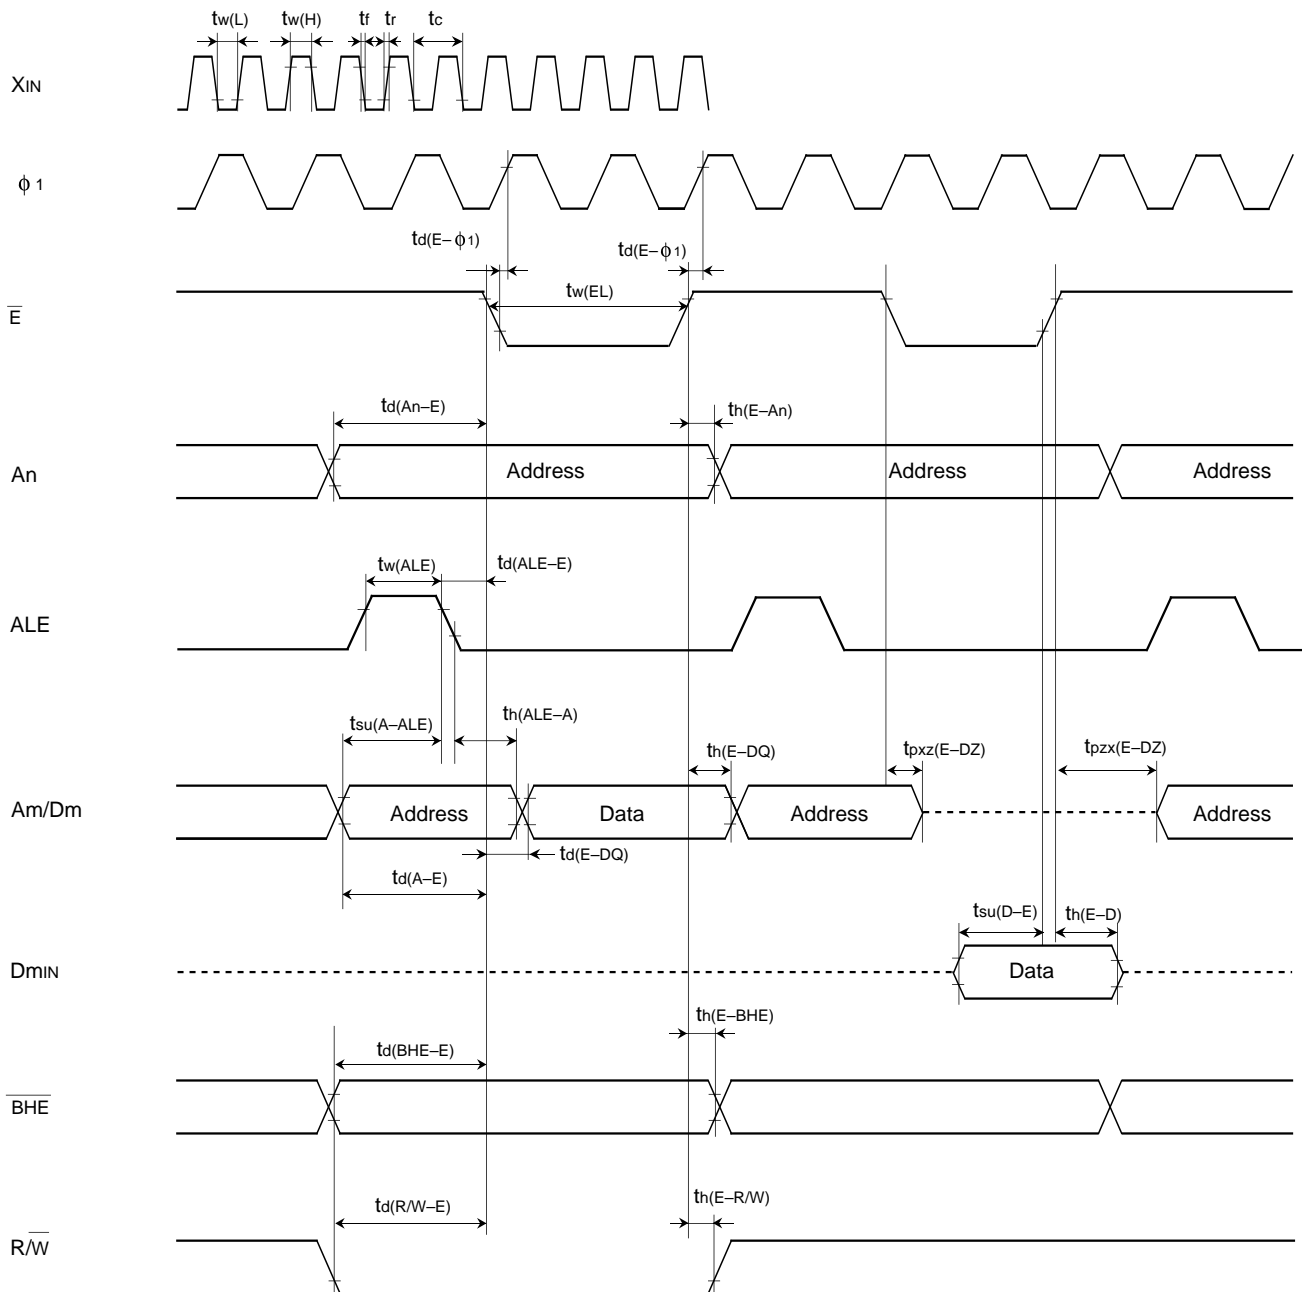 tw(L) tw(H) tf tr tc
XIN
ϕ 1
td(E–ϕ1) td(E–ϕ1)
tw(EL)
E̅
td(An–E) th(E–An)
An Address Address Address
tw(ALE) td(ALE–E)
ALE
tsu(A–ALE) th(ALE–A) th(E–DQ) tpxz(E–DZ) tpzx(E–DZ)
Am/Dm Address Data Address Address
td(E–DQ)
td(A–E)
tsu(D–E) th(E–D)
DmIN Data
th(E–BHE)
td(BHE–E)
B̅H̅E̅
td(R/W–E) th(E–R/W)
R/W̅